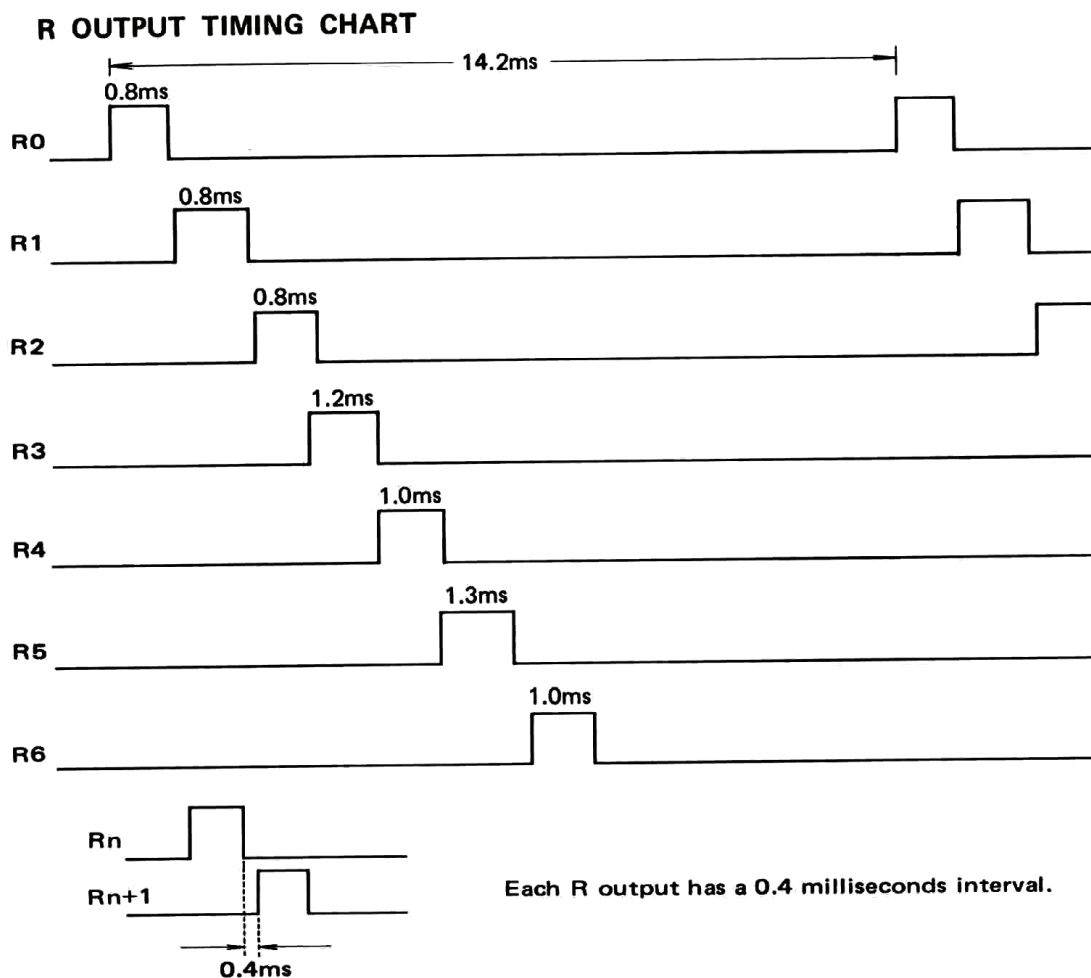 R OUTPUT TIMING CHART
14.2ms
0.8ms
R0
0.8ms
R1
0.8ms
R2
1.2ms
R3
1.0ms
R4
1.3ms
R5
1.0ms
R6
Rn
Rn+1
Each R output has a 0.4 milliseconds interval.
0.4ms